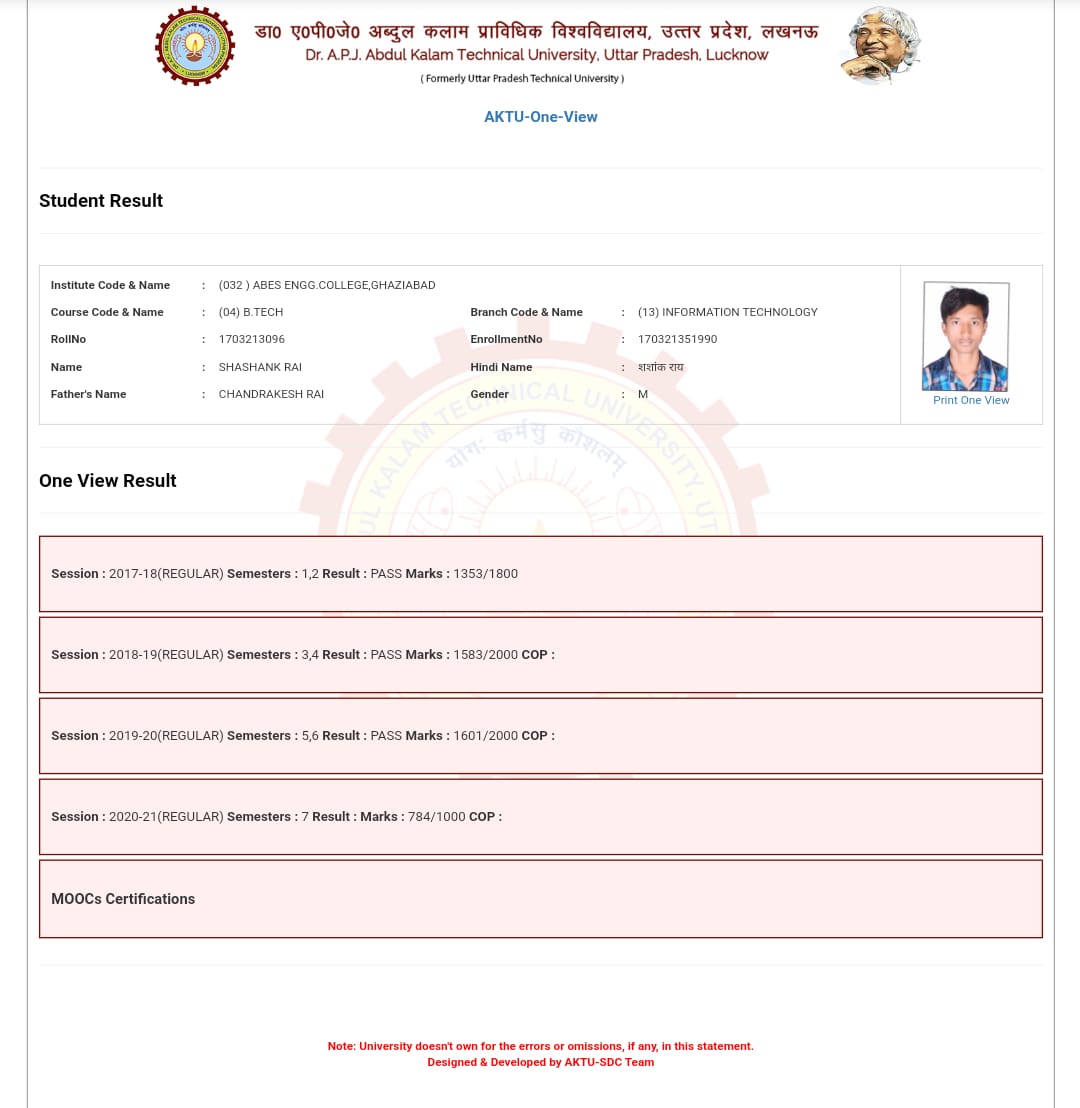 डा0 ए0पी0जे0 अब्दुल कलाम प्राविधिक विश्वविद्यालय, उत्तर प्रदेश, लखनऊ
Dr. A.P.J. Abdul Kalam Technical University, Uttar Pradesh, Lucknow
( Formerly Uttar Pradesh Technical University )
AKTU-One-View
Student Result
Institute Code & Name : (032 ) ABES ENGG.COLLEGE,GHAZIABAD
Course Code & Name : (04) B.TECH Branch Code & Name : (13) INFORMATION TECHNOLOGY
RollNo : 1703213096 EnrollmentNo : 170321351990
Name : SHASHANK RAI Hindi Name : शशांक राय
Father's Name : CHANDRAKESH RAI Gender : M
Print One View
KALAM TECHNICAL UNIVERSITY,
योगः कर्मसु कौशलम्
One View Result
Session : 2017-18(REGULAR) Semesters : 1,2 Result : PASS Marks : 1353/1800
Session : 2018-19(REGULAR) Semesters : 3,4 Result : PASS Marks : 1583/2000 COP :
Session : 2019-20(REGULAR) Semesters : 5,6 Result : PASS Marks : 1601/2000 COP :
Session : 2020-21(REGULAR) Semesters : 7 Result : Marks : 784/1000 COP :
MOOCs Certifications
Note: University doesn't own for the errors or omissions, if any, in this statement.
Designed & Developed by AKTU-SDC Team